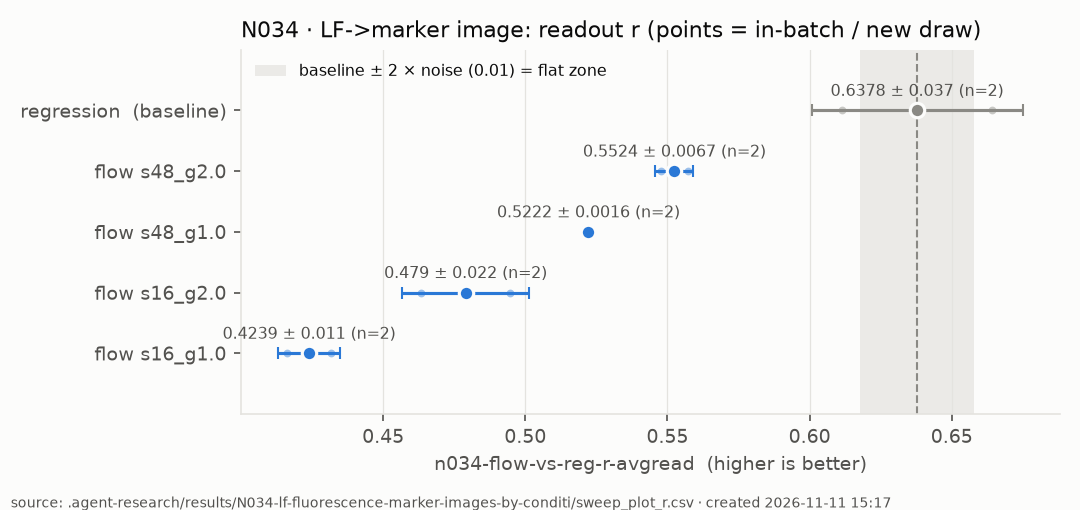 N034 · LF->marker image: readout r (points = in-batch / new draw)
baseline ± 2 × noise (0.01) = flat zone
regression  (baseline)
0.6378 ± 0.037 (n=2)
flow s48_g2.0
0.5524 ± 0.0067 (n=2)
flow s48_g1.0
0.5222 ± 0.0016 (n=2)
flow s16_g2.0
0.479 ± 0.022 (n=2)
flow s16_g1.0
0.4239 ± 0.011 (n=2)
0.45 0.50 0.55 0.60 0.65
n034-flow-vs-reg-r-avgread  (higher is better)
source: .agent-research/results/N034-lf-fluorescence-marker-images-by-conditi/sweep_plot_r.csv · created 2026-11-11 15:17